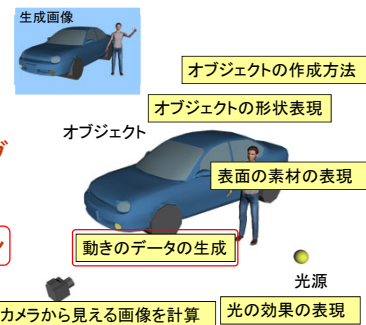 生成画像
オブジェクトの作成方法
オブジェクトの形状表現
オブジェクト
表面の素材の表現
動きのデータの生成
光源
カメラから見える画像を計算
光の効果の表現